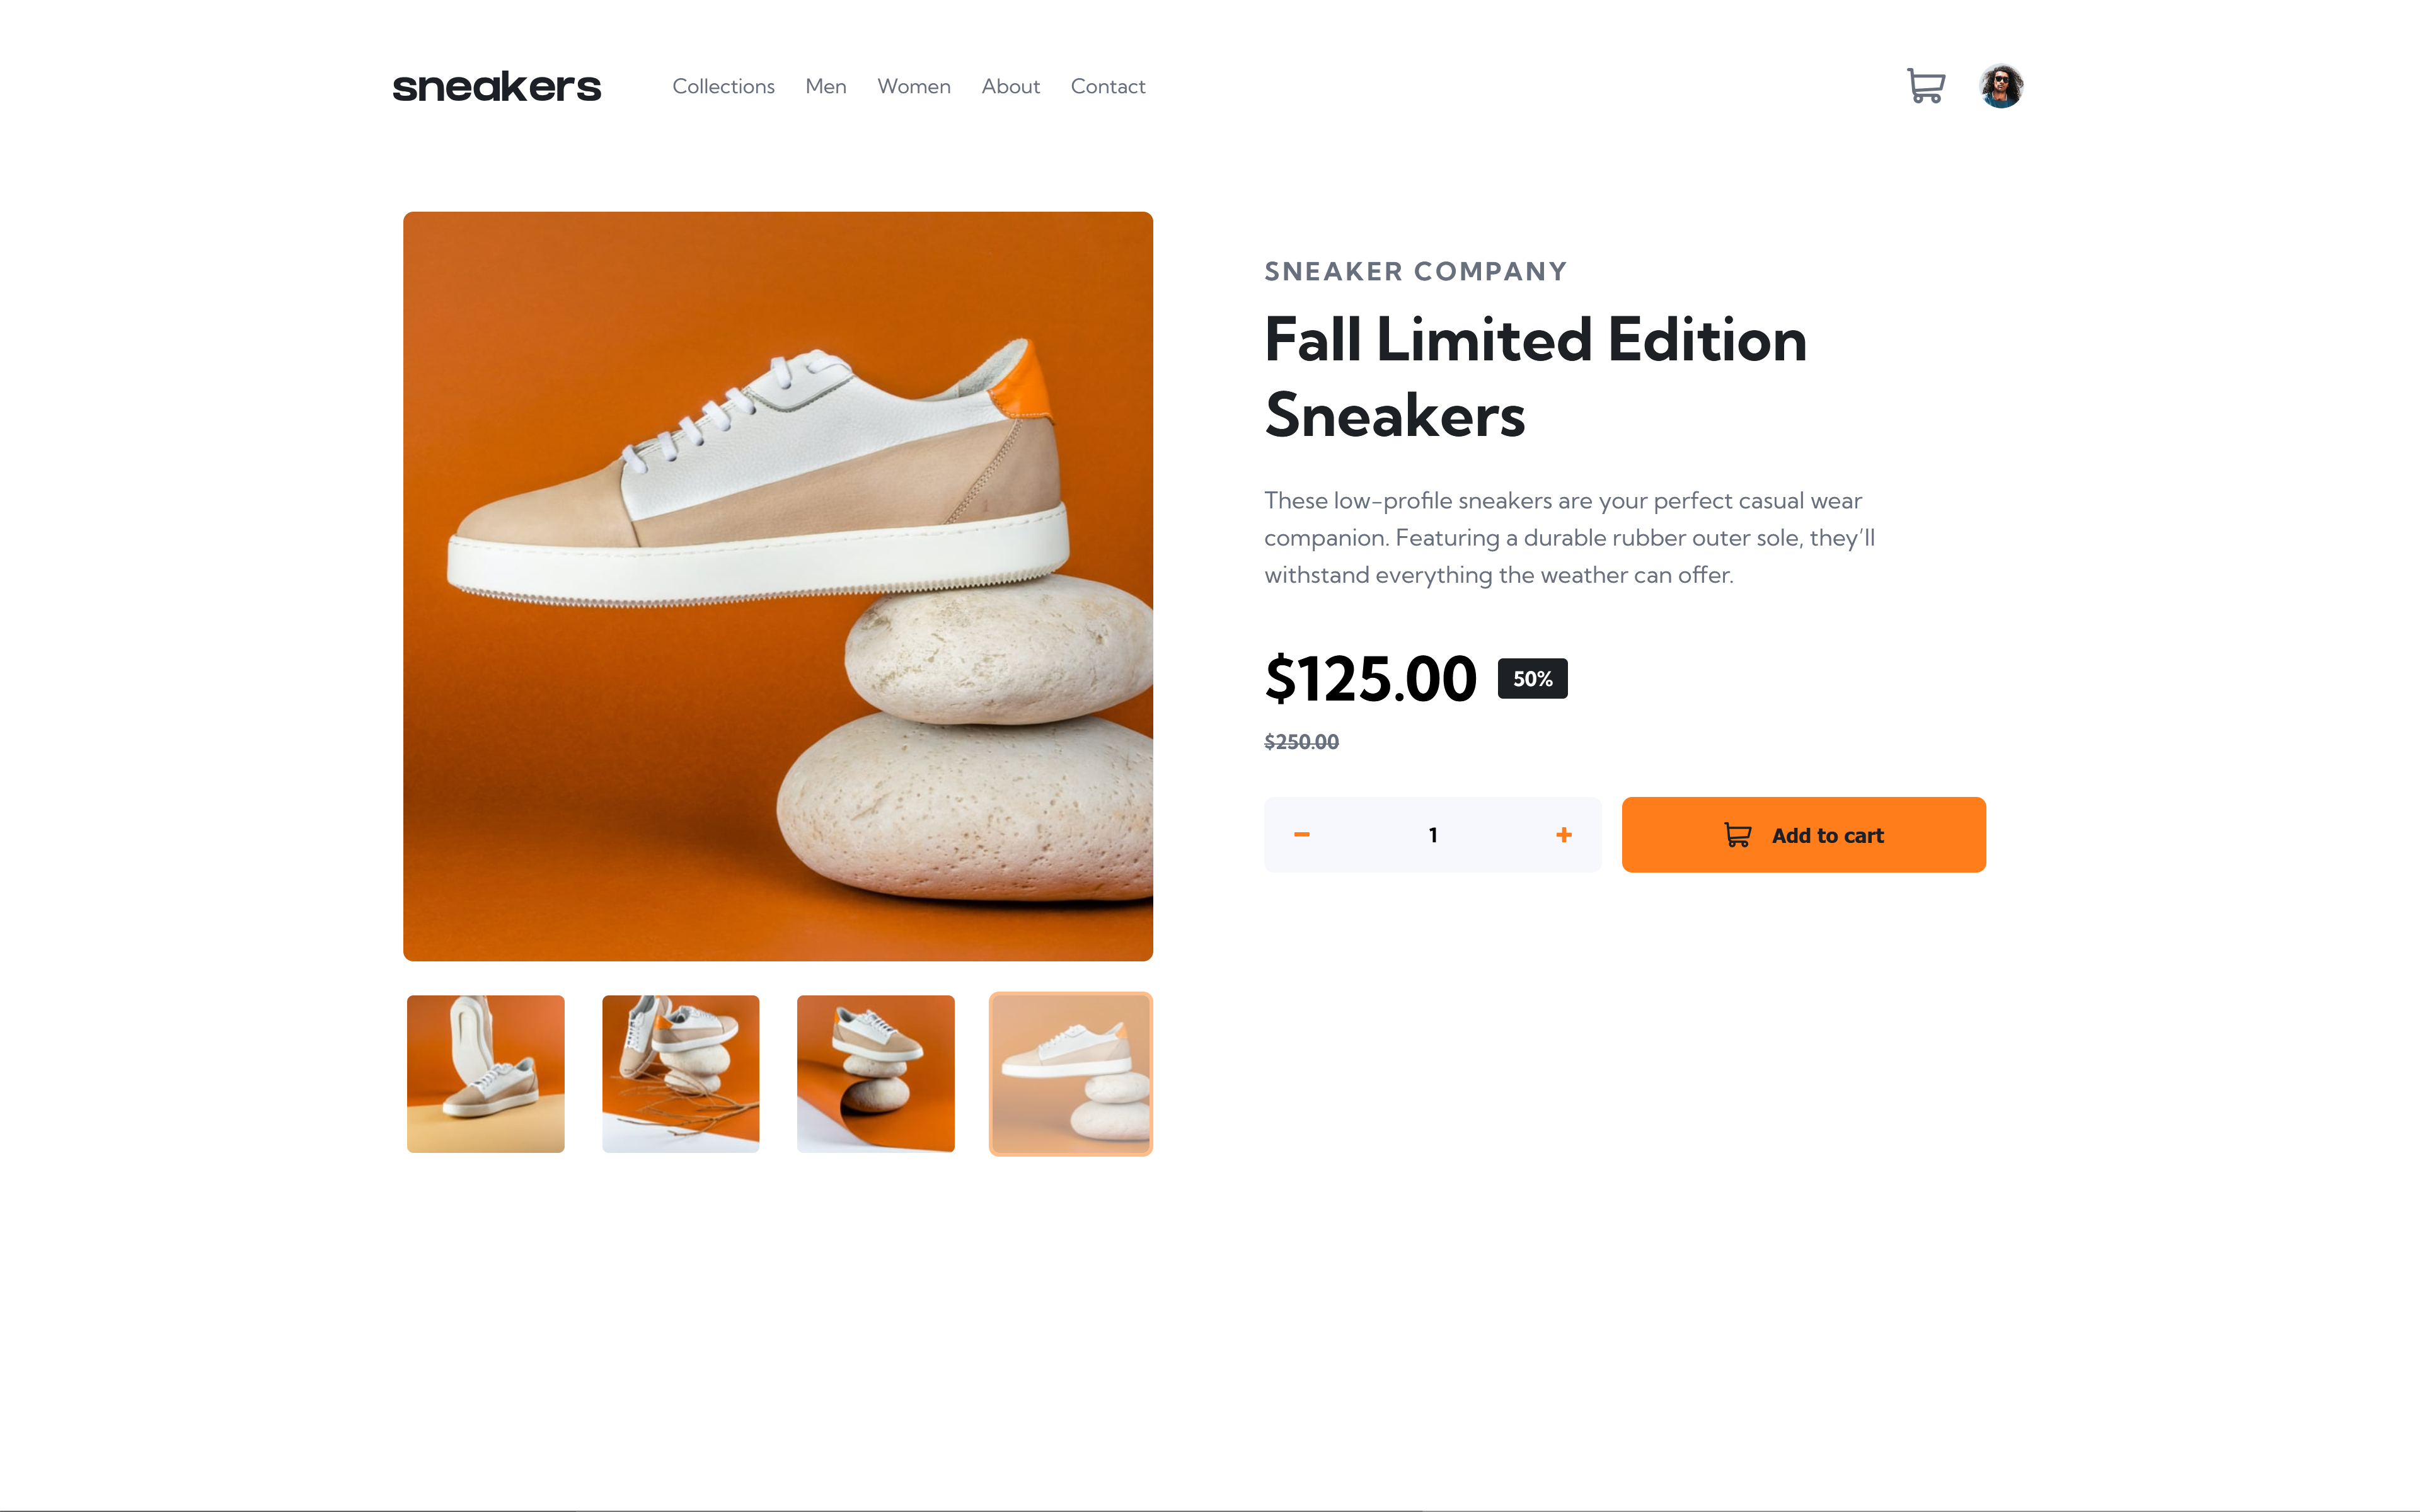 sneakers
Collections Men Women About Contact
SNEAKER COMPANY
Fall Limited Edition
Sneakers
These low-profile sneakers are your perfect casual wear
companion. Featuring a durable rubber outer sole, they’ll
withstand everything the weather can offer.
$125.00 50%
$250.00
1
Add to cart